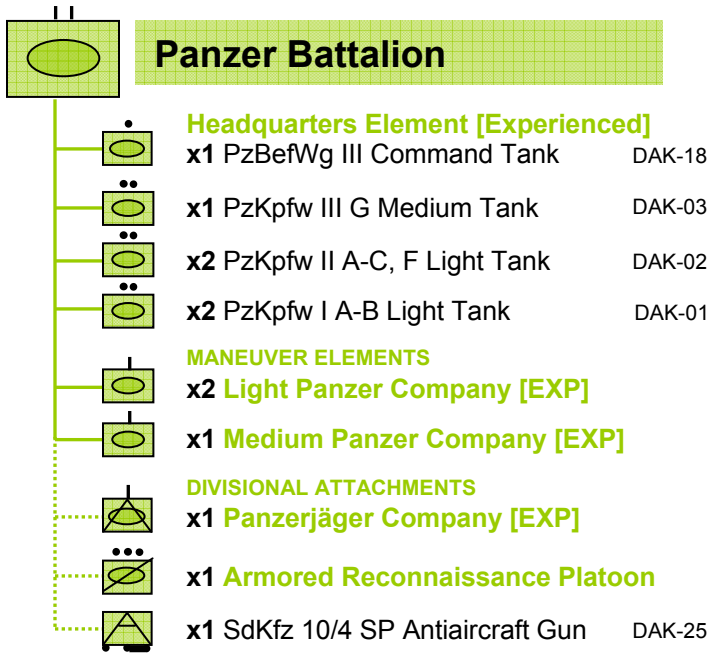 Panzer Battalion
Headquarters Element [Experienced]
x1 PzBefWg III Command Tank DAK-18
x1 PzKpfw III G Medium Tank DAK-03
x2 PzKpfw II A-C, F Light Tank DAK-02
x2 PzKpfw I A-B Light Tank DAK-01
MANEUVER ELEMENTS
x2 Light Panzer Company [EXP]
x1 Medium Panzer Company [EXP]
DIVISIONAL ATTACHMENTS
x1 Panzerjäger Company [EXP]
x1 Armored Reconnaissance Platoon
x1 SdKfz 10/4 SP Antiaircraft Gun DAK-25